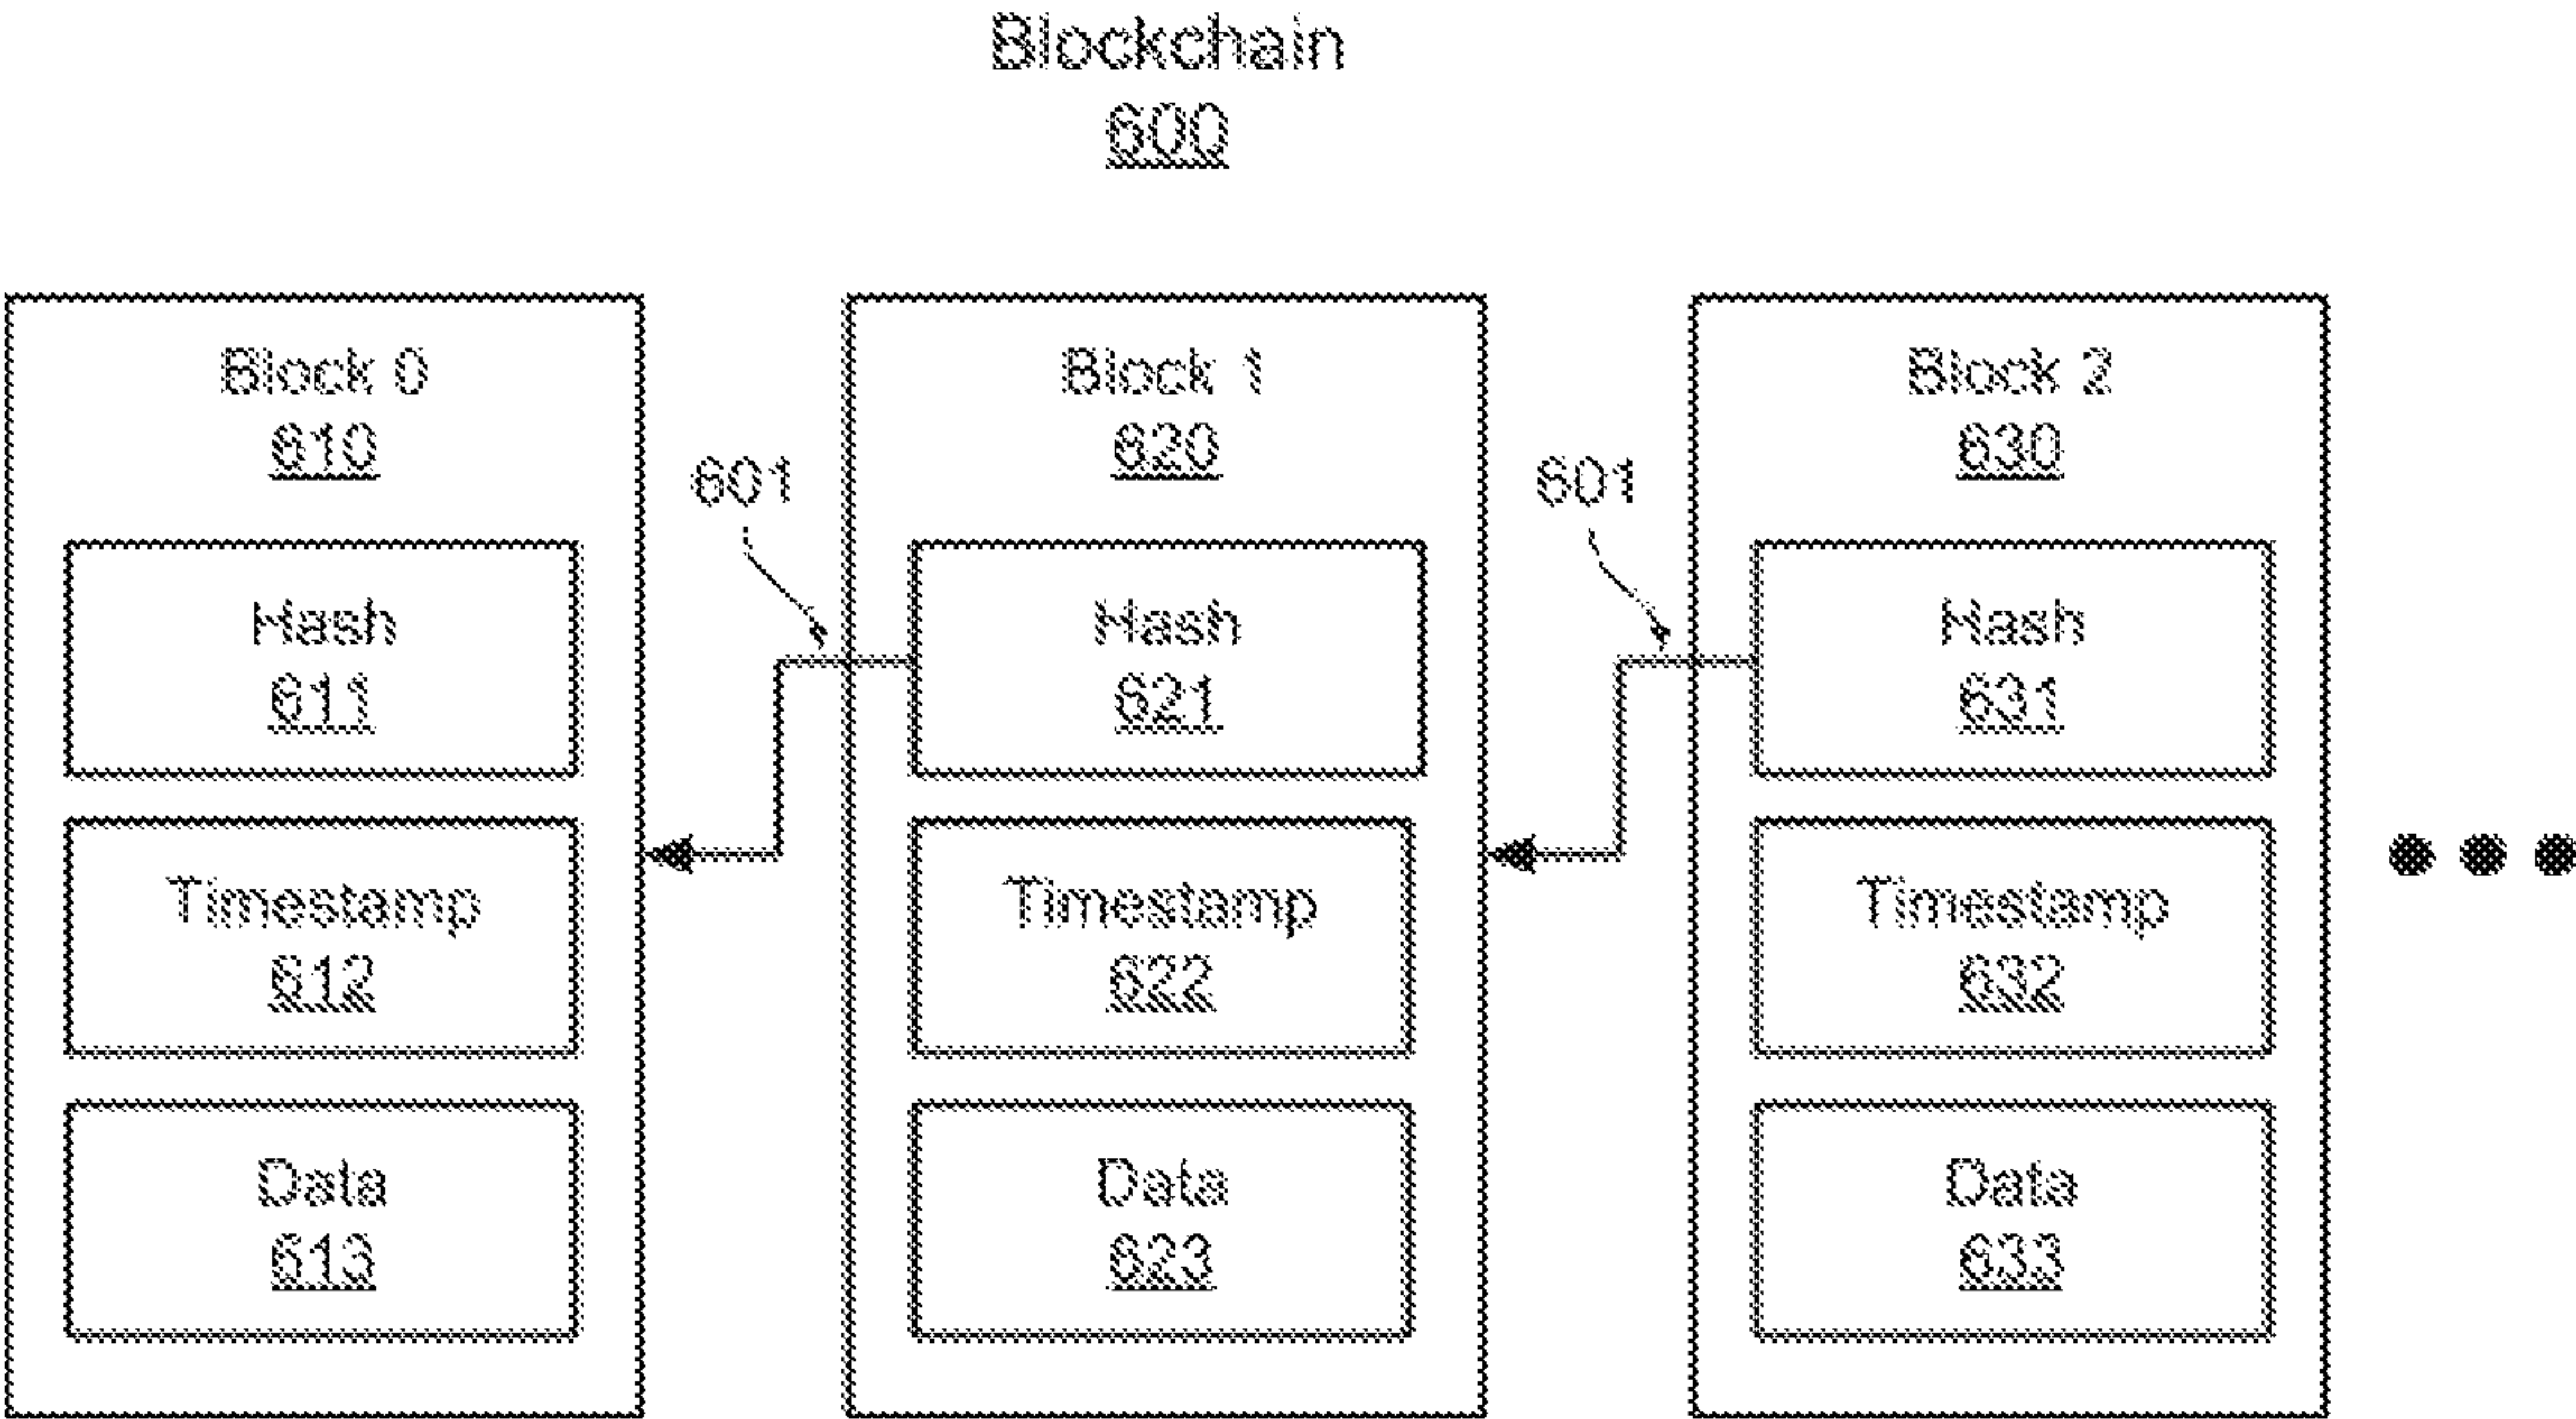 Blockchain
600
Block 0
610
Hash
611
Timestamp
612
Data
613
601
Block 1
620
Hash
621
Timestamp
622
Data
623
601
Block 2
630
Hash
631
Timestamp
632
Data
633